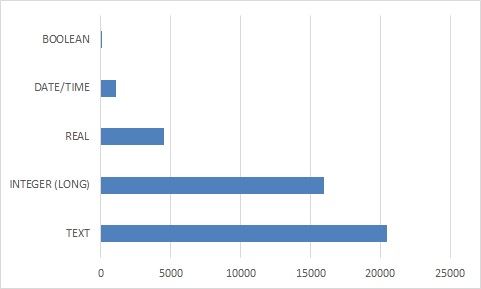 BOOLEAN
DATE/TIME
REAL
INTEGER (LONG)
TEXT
0 5000 10000 15000 20000 25000